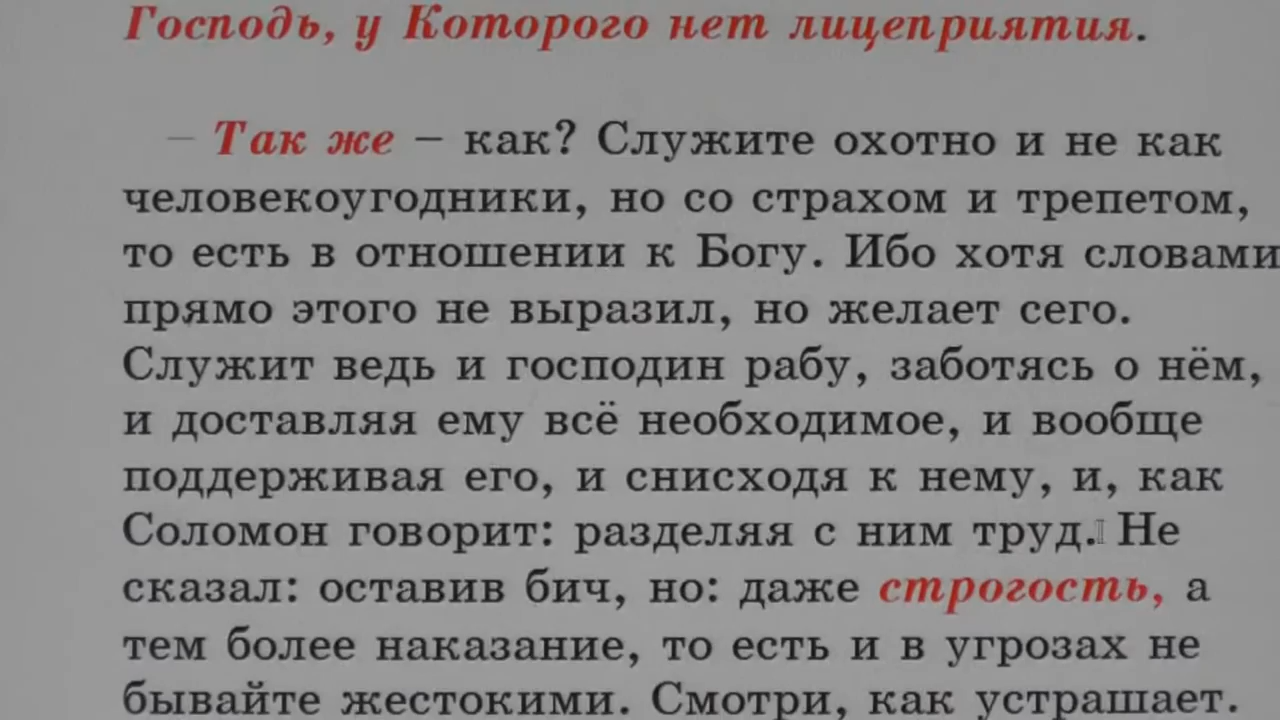 Господь, у Которого нет лицеприятия.
– Так же – как? Служите охотно и не как
человекоугодники, но со страхом и трепетом,
то есть в отношении к Богу. Ибо хотя словами
прямо этого не выразил, но желает сего.
Служит ведь и господин рабу, заботясь о нём,
и доставляя ему всё необходимое, и вообще
поддерживая его, и снисходя к нему, и, как
Соломон говорит: разделяя с ним труд. Не
сказал: оставив бич, но: даже строгость, а
тем более наказание, то есть и в угрозах не
бывайте жестокими. Смотри, как устрашает.